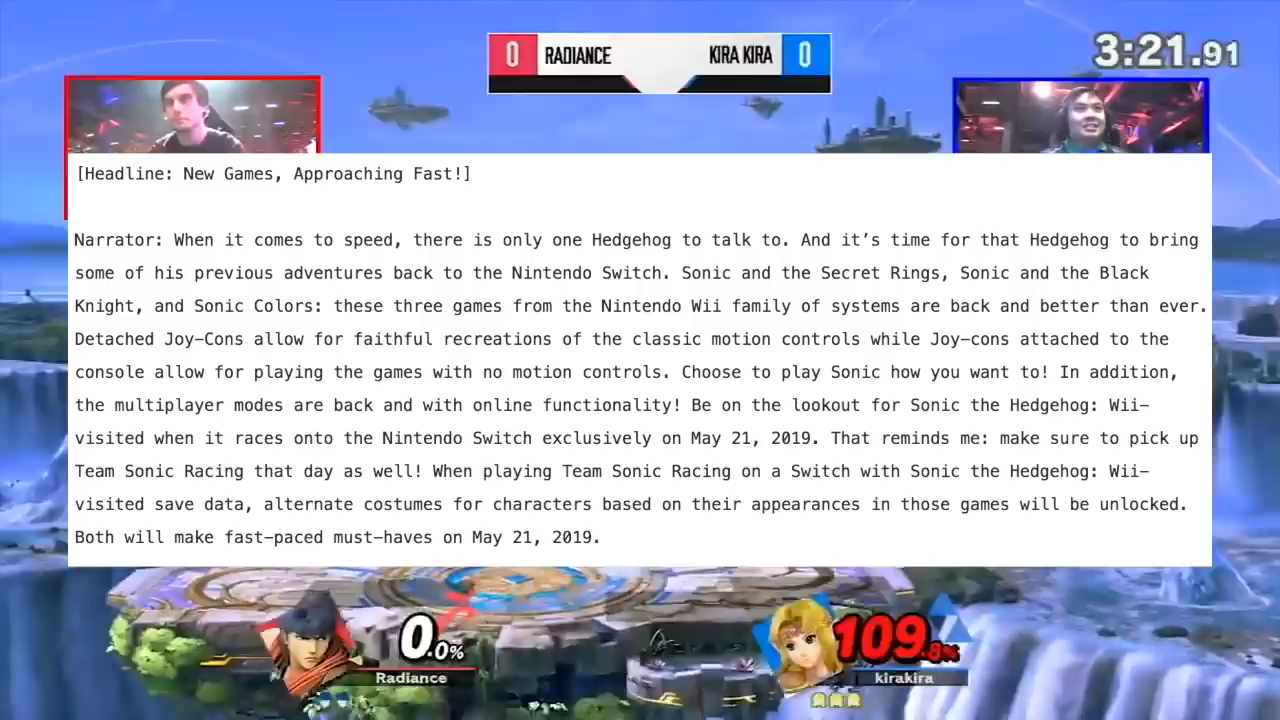 0 RADIANCE KIRA KIRA 0
3:21.91
[Headline: New Games, Approaching Fast!]
Narrator: When it comes to speed, there is only one Hedgehog to talk to. And it’s time for that Hedgehog to bring
some of his previous adventures back to the Nintendo Switch. Sonic and the Secret Rings, Sonic and the Black
Knight, and Sonic Colors: these three games from the Nintendo Wii family of systems are back and better than ever.
Detached Joy-Cons allow for faithful recreations of the classic motion controls while Joy-cons attached to the
console allow for playing the games with no motion controls. Choose to play Sonic how you want to! In addition,
the multiplayer modes are back and with online functionality! Be on the lookout for Sonic the Hedgehog: Wii-
visited when it races onto the Nintendo Switch exclusively on May 21, 2019. That reminds me: make sure to pick up
Team Sonic Racing that day as well! When playing Team Sonic Racing on a Switch with Sonic the Hedgehog: Wii-
visited save data, alternate costumes for characters based on their appearances in those games will be unlocked.
Both will make fast-paced must-haves on May 21, 2019.
0.0% 109.8%
Radiance kirakira